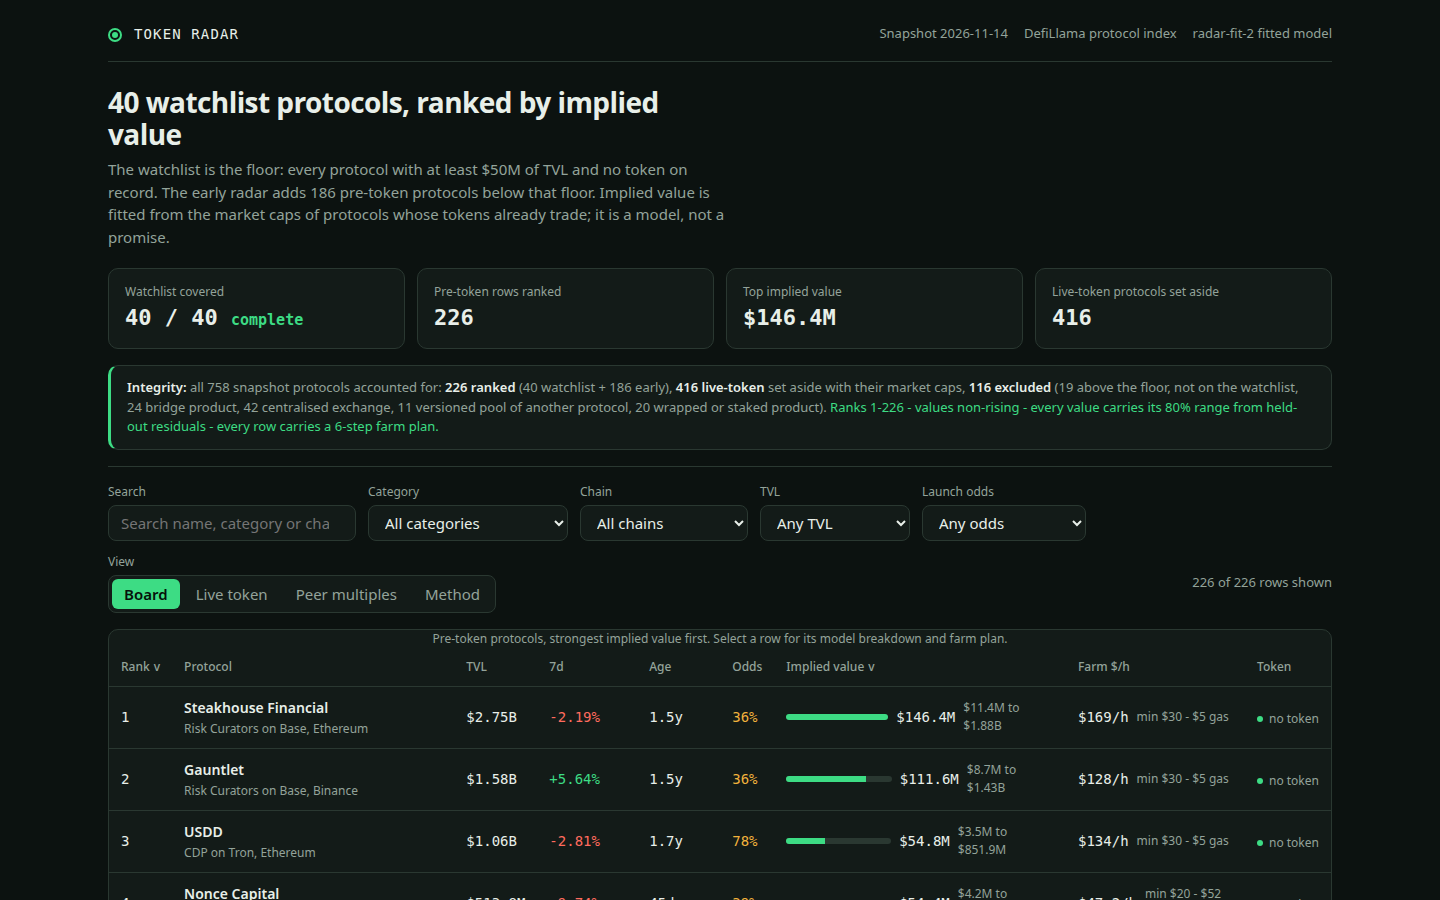 TOKEN RADAR
Snapshot 2026-11-14 DefiLlama protocol index radar-fit-2 fitted model
40 watchlist protocols, ranked by implied
value
The watchlist is the floor: every protocol with at least $50M of TVL and no token on
record. The early radar adds 186 pre-token protocols below that floor. Implied value is
fitted from the market caps of protocols whose tokens already trade; it is a model, not a
promise.
Watchlist covered
40 / 40 complete
Pre-token rows ranked
226
Top implied value
$146.4M
Live-token protocols set aside
416
Integrity: all 758 snapshot protocols accounted for: 226 ranked (40 watchlist + 186 early), 416 live-token set aside with their market caps, 116 excluded (19 above the floor, not on the watchlist,
24 bridge product, 42 centralised exchange, 11 versioned pool of another protocol, 20 wrapped or staked product). Ranks 1-226 - values non-rising - every value carries its 80% range from held-
out residuals - every row carries a 6-step farm plan.
Search Category Chain TVL Launch odds
Search name, category or cha All categories All chains Any TVL Any odds
View
Board Live token Peer multiples Method
226 of 226 rows shown
Pre-token protocols, strongest implied value first. Select a row for its model breakdown and farm plan.
Rank v Protocol TVL 7d Age Odds Implied value v Farm $/h Token
1 Steakhouse Financial $2.75B -2.19% 1.5y 36% $146.4M $11.4M to $169/h min $30 - $5 gas no token
Risk Curators on Base, Ethereum $1.88B
2 Gauntlet $1.58B +5.64% 1.5y 36% $111.6M $8.7M to $128/h min $30 - $5 gas no token
Risk Curators on Base, Binance $1.43B
3 USDD $1.06B -2.81% 1.7y 78% $54.8M $3.5M to $134/h min $30 - $5 gas no token
CDP on Tron, Ethereum $851.9M
Nonce Capital $4.2M to min $20 - $52